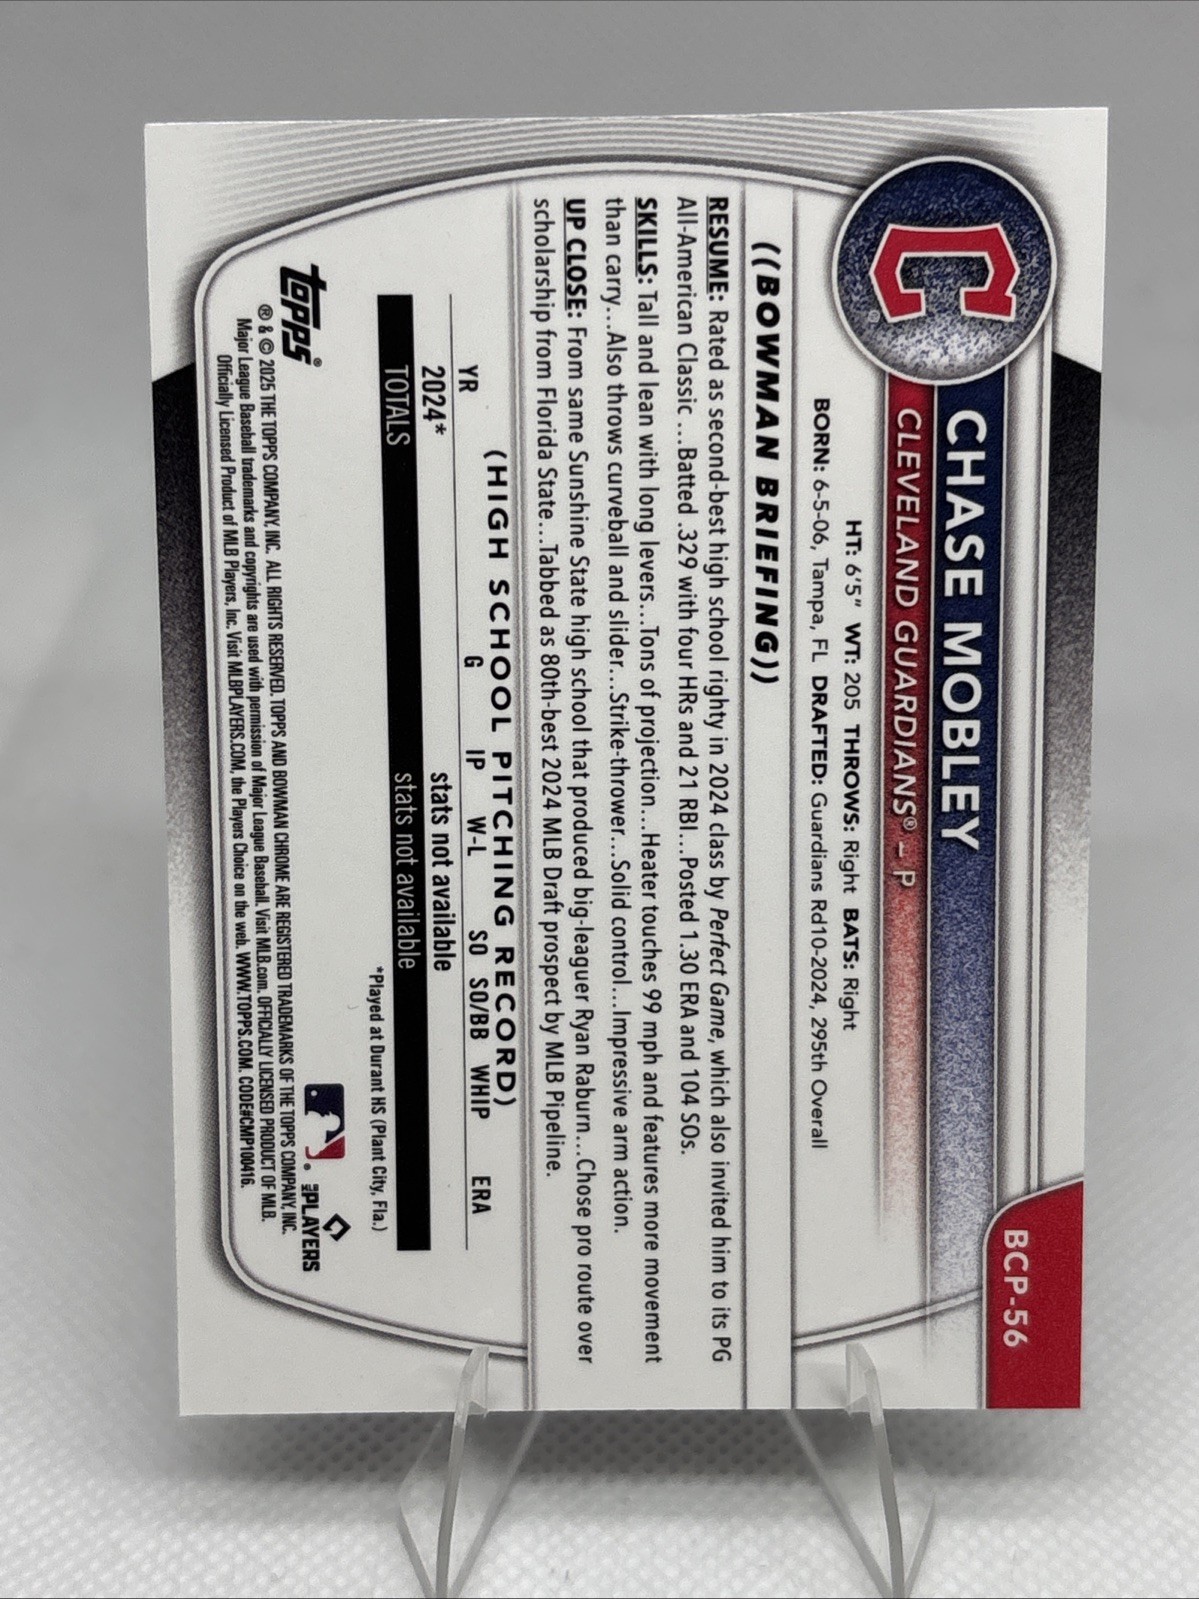 C
CHASE MOBLEY
BCP-56
CLEVELAND GUARDIANS® – P
HT: 6'5" WT: 205 THROWS: Right BATS: Right
BORN: 6-5-06, Tampa, FL DRAFTED: Guardians Rd10-2024, 295th Overall
((BOWMAN BRIEFING))
RESUME: Rated as second-best high school righty in 2024 class by Perfect Game, which also invited him to its PG
All-American Classic ...Batted .329 with four HRs and 21 RBI...Posted 1.30 ERA and 104 SOs.
SKILLS: Tall and lean with long levers...Tons of projection...Heater touches 99 mph and features more movement
than carry...Also throws curveball and slider...Strike-thrower...Solid control...Impressive arm action.
UP CLOSE: From same Sunshine State high school that produced big-leaguer Ryan Raburn...Chose pro route over
scholarship from Florida State...Tabbed as 80th-best 2024 MLB Draft prospect by MLB Pipeline.
(HIGH SCHOOL PITCHING RECORD)
YR G IP W-L SO SO/BB WHIP ERA
2024* stats not available
TOTALS stats not available
*Played at Durant HS (Plant City, Fla.)
topps®
MLB PLAYERS
® & © 2025 THE TOPPS COMPANY, INC. ALL RIGHTS RESERVED. TOPPS AND BOWMAN CHROME ARE REGISTERED TRADEMARKS OF THE TOPPS COMPANY, INC.
Major League Baseball trademarks and copyrights are used with permission of Major League Baseball. Visit MLB.com. OFFICIALLY LICENSED PRODUCT OF MLB.
Officially Licensed Product of MLB Players, Inc. Visit MLBPLAYERS.COM, the Players Choice on the web. WWW.TOPPS.COM. CODE#CMP100416.